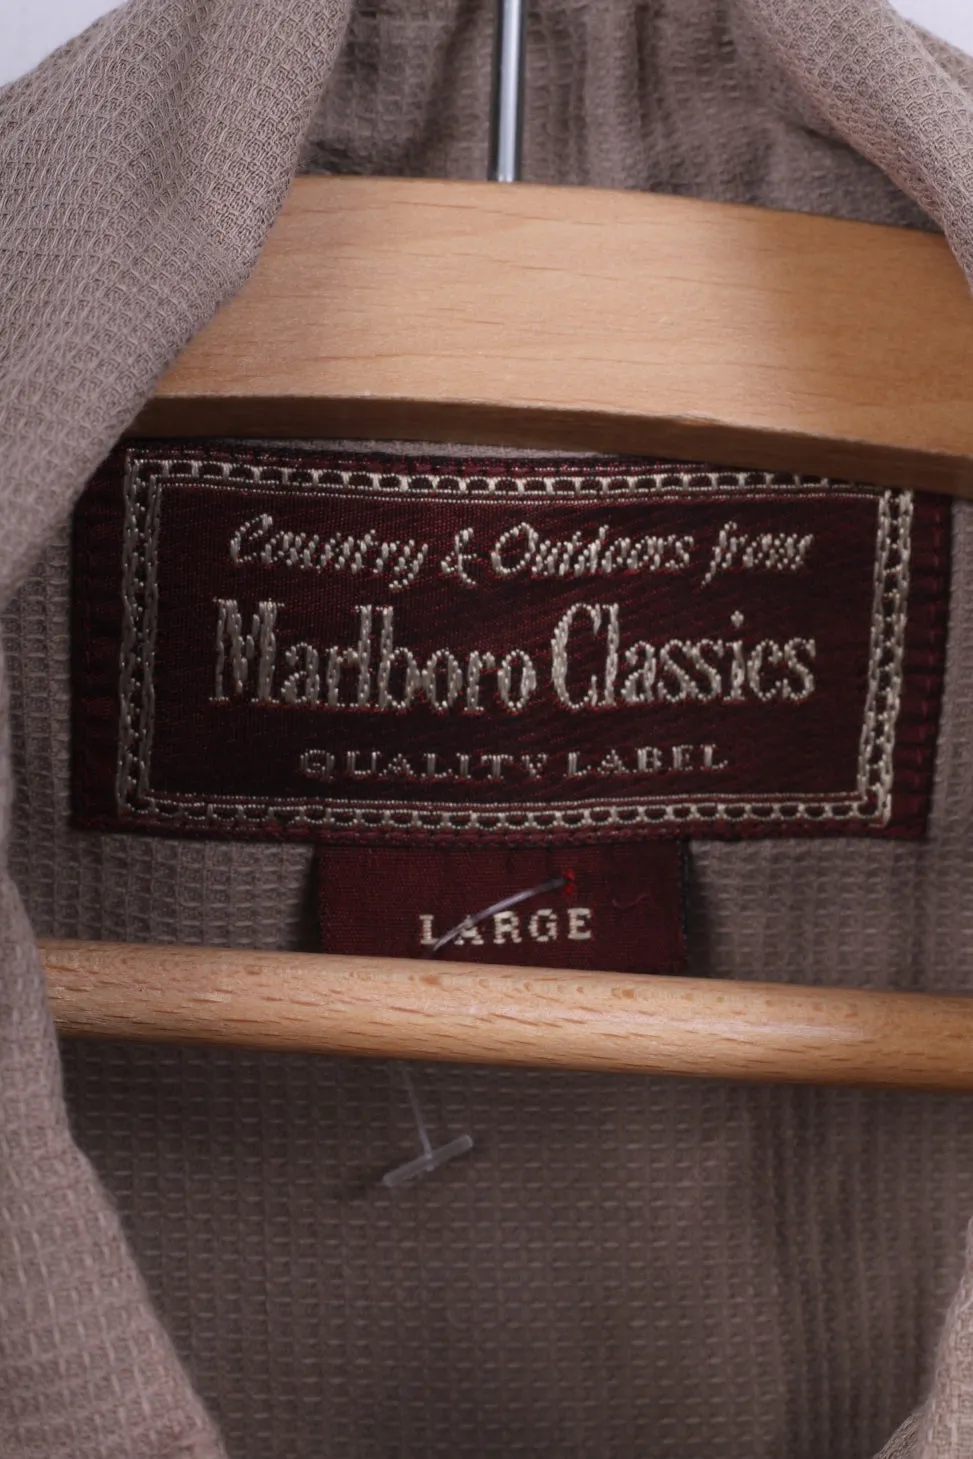 Country & Outdoors from
Marlboro Classics
QUALITY LABEL
LARGE